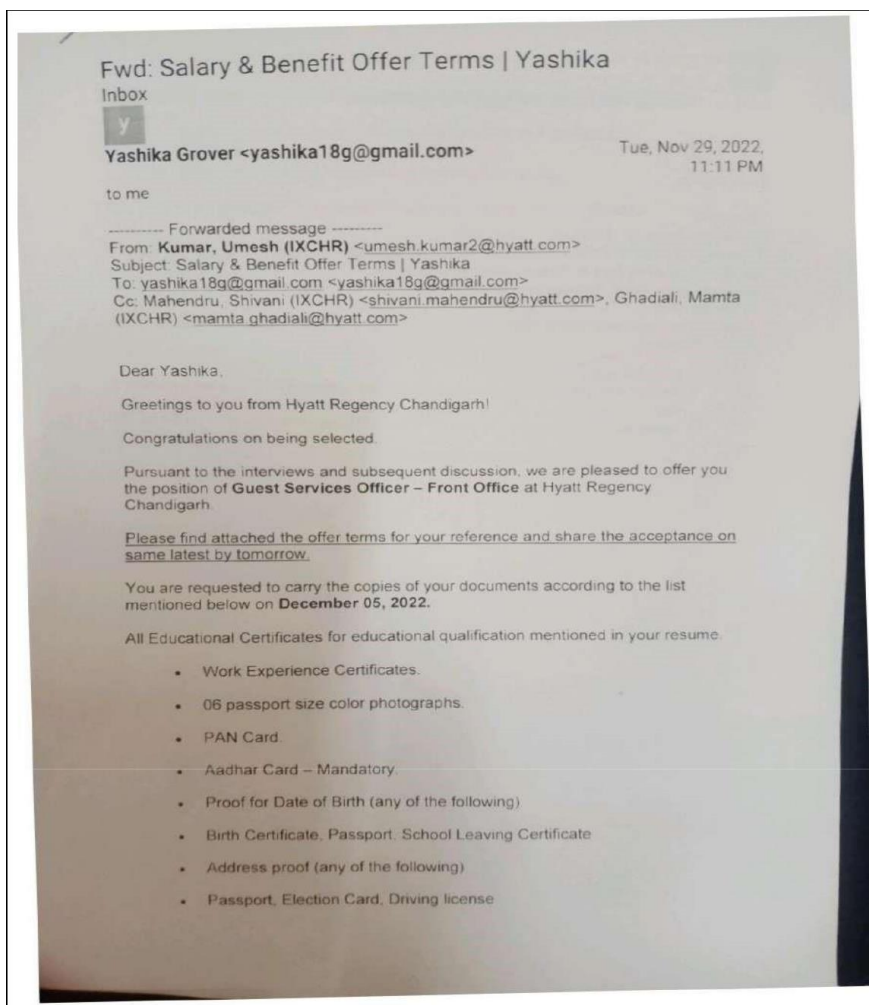 Fwd: Salary & Benefit Offer Terms | Yashika
Inbox
y
Yashika Grover <yashika18g@gmail.com>
Tue, Nov 29, 2022,
11:11 PM
to me
---------- Forwarded message ---------
From: Kumar, Umesh (IXCHR) <umesh.kumar2@hyatt.com>
Subject: Salary & Benefit Offer Terms | Yashika
To: yashika18g@gmail.com <yashika18g@gmail.com>
Cc: Mahendru, Shivani (IXCHR) <shivani.mahendru@hyatt.com>, Ghadiali, Mamta
(IXCHR) <mamta.ghadiali@hyatt.com>
Dear Yashika,
Greetings to you from Hyatt Regency Chandigarh!
Congratulations on being selected.
Pursuant to the interviews and subsequent discussion, we are pleased to offer you
the position of Guest Services Officer – Front Office at Hyatt Regency
Chandigarh.
Please find attached the offer terms for your reference and share the acceptance on
same latest by tomorrow.
You are requested to carry the copies of your documents according to the list
mentioned below on December 05, 2022.
All Educational Certificates for educational qualification mentioned in your resume.
• Work Experience Certificates.
• 06 passport size color photographs.
• PAN Card.
• Aadhar Card – Mandatory.
• Proof for Date of Birth (any of the following)
• Birth Certificate, Passport, School Leaving Certificate
• Address proof (any of the following)
• Passport, Election Card, Driving license